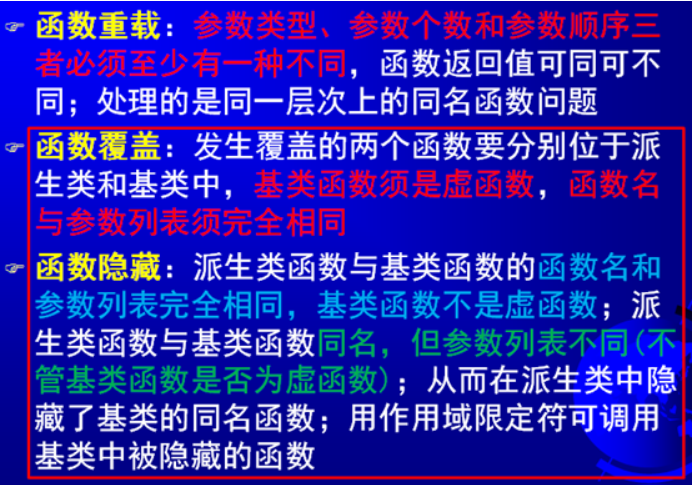 函数重载：参数类型、参数个数和参数顺序三
者必须至少有一种不同，函数返回值可同可不
同；处理的是同一层次上的同名函数问题
函数覆盖：发生覆盖的两个函数要分别位于派
生类和基类中，基类函数须是虚函数，函数名
与参数列表须完全相同
函数隐藏：派生类函数与基类函数的函数名和
参数列表完全相同，基类函数不是虚函数；派
生类函数与基类函数同名，但参数列表不同(不
管基类函数是否为虚函数)；从而在派生类中隐
藏了基类的同名函数；用作用域限定符可调用
基类中被隐藏的函数